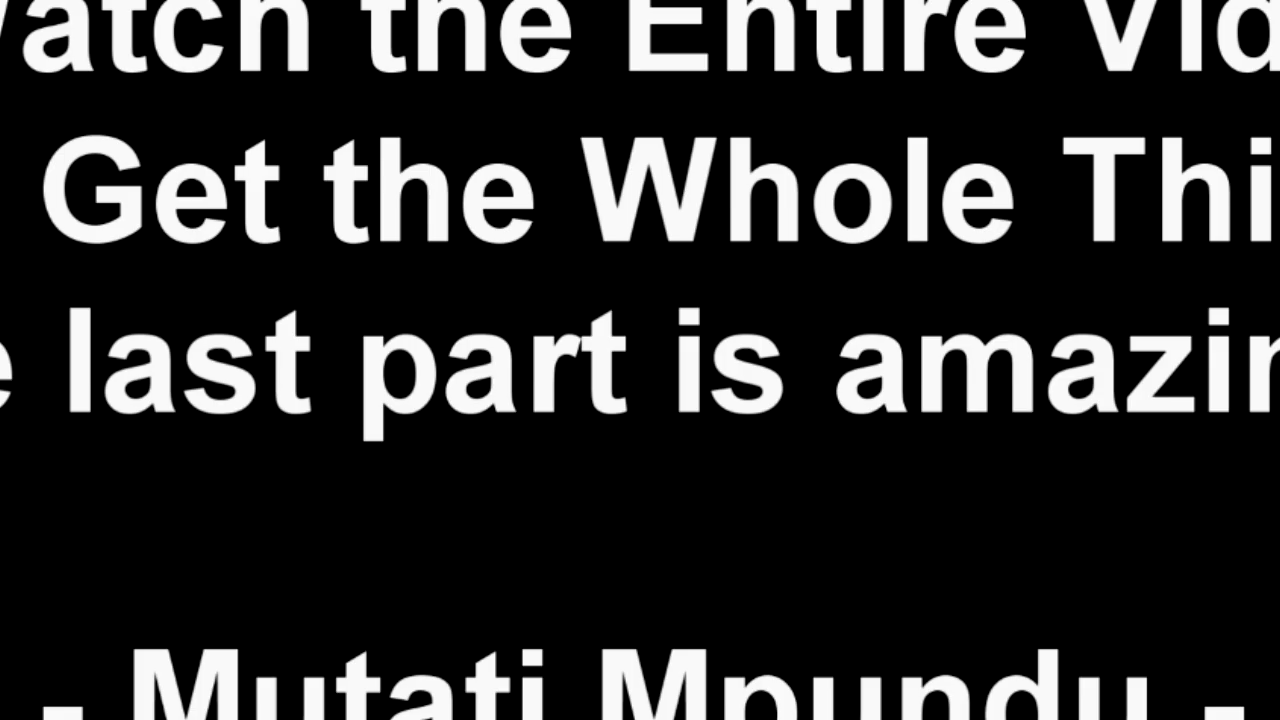 atch the Entire Vid
Get the Whole Thi
e last part is amazin
- Mutati Mpundu -